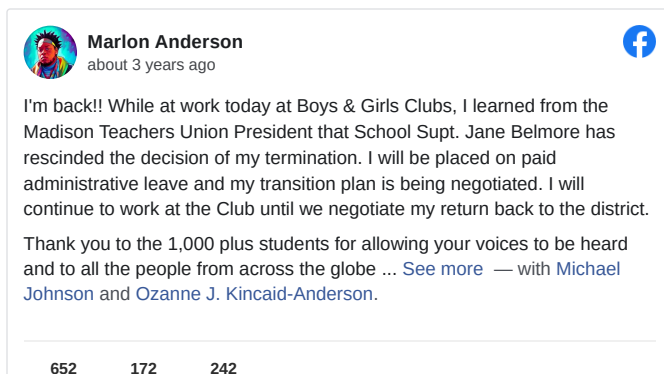 Marlon Anderson
about 3 years ago
I'm back!! While at work today at Boys & Girls Clubs, I learned from the
Madison Teachers Union President that School Supt. Jane Belmore has
rescinded the decision of my termination. I will be placed on paid
administrative leave and my transition plan is being negotiated. I will
continue to work at the Club until we negotiate my return back to the district.
Thank you to the 1,000 plus students for allowing your voices to be heard
and to all the people from across the globe ... See more — with Michael
Johnson and Ozanne J. Kincaid-Anderson.
652 172 242